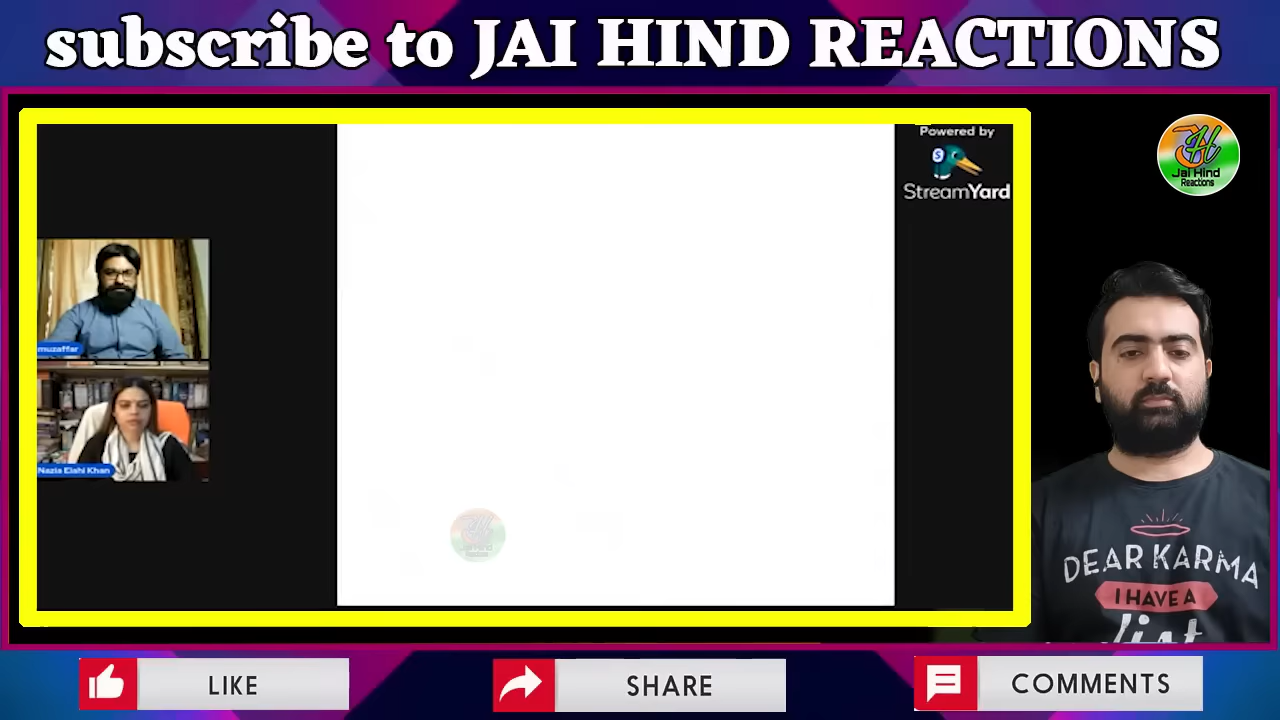 subscribe to JAI HIND REACTIONS
Powered by
StreamYard
Jai Hind
Reactions
muzaffar
Nazia Elahi Khan
DEAR KARMA
I HAVE A
list
LIKE
SHARE
COMMENTS